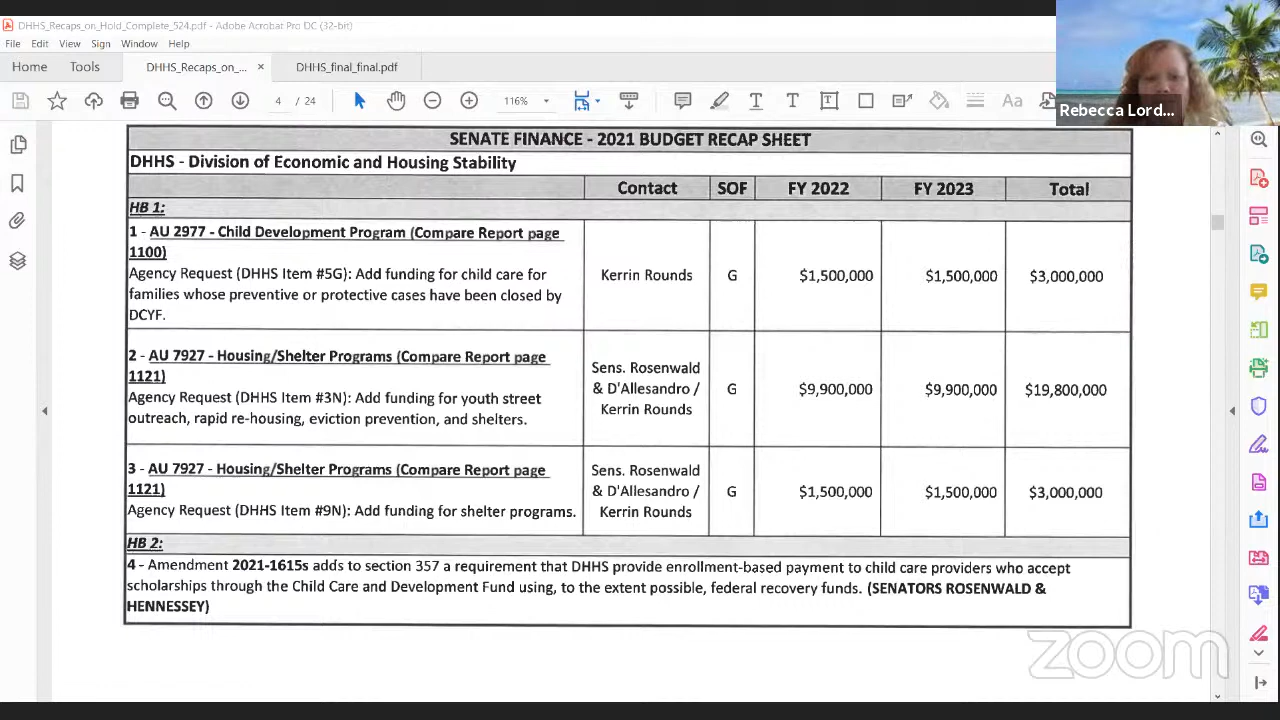 DHHS_Recaps_on_Hold_Complete_524.pdf - Adobe Acrobat Pro DC (32-bit)
File Edit View Sign Window Help
Home Tools DHHS_Recaps_on_... × DHHS_final_final.pdf
/ 24 116% Aa
Rebecca Lord...
SENATE FINANCE - 2021 BUDGET RECAP SHEET
DHHS - Division of Economic and Housing Stability
Contact SOF FY 2022 FY 2023 Total
HB 1:
1 - AU 2977 - Child Development Program (Compare Report page
1100)
Agency Request (DHHS Item #5G): Add funding for child care for
families whose preventive or protective cases have been closed by
DCYF.
Kerrin Rounds G $1,500,000 $1,500,000 $3,000,000
2 - AU 7927 - Housing/Shelter Programs (Compare Report page
1121)
Agency Request (DHHS Item #3N): Add funding for youth street
outreach, rapid re-housing, eviction prevention, and shelters.
Sens. Rosenwald
& D'Allesandro /
Kerrin Rounds
G $9,900,000 $9,900,000 $19,800,000
3 - AU 7927 - Housing/Shelter Programs (Compare Report page
1121)
Agency Request (DHHS Item #9N): Add funding for shelter programs.
Sens. Rosenwald
& D'Allesandro /
Kerrin Rounds
G $1,500,000 $1,500,000 $3,000,000
HB 2:
4 - Amendment 2021-1615s adds to section 357 a requirement that DHHS provide enrollment-based payment to child care providers who accept
scholarships through the Child Care and Development Fund using, to the extent possible, federal recovery funds. (SENATORS ROSENWALD &
HENNESSEY)
zoom